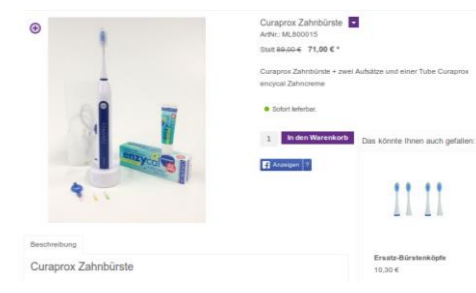 Curaprox Zahnbürste
ArtNr.: ML800015
Statt 89,00 € 71,00 € *
Curaprox Zahnbürste + zwei Aufsätze und einer Tube Curaprox
encycal Zahncreme
Sofort lieferbar.
1 In den Warenkorb
Anzeigen ?
Das könnte Ihnen auch gefallen:
enzycal
Ersatz-Bürstenköpfe
10,30 €
Beschreibung
Curaprox Zahnbürste